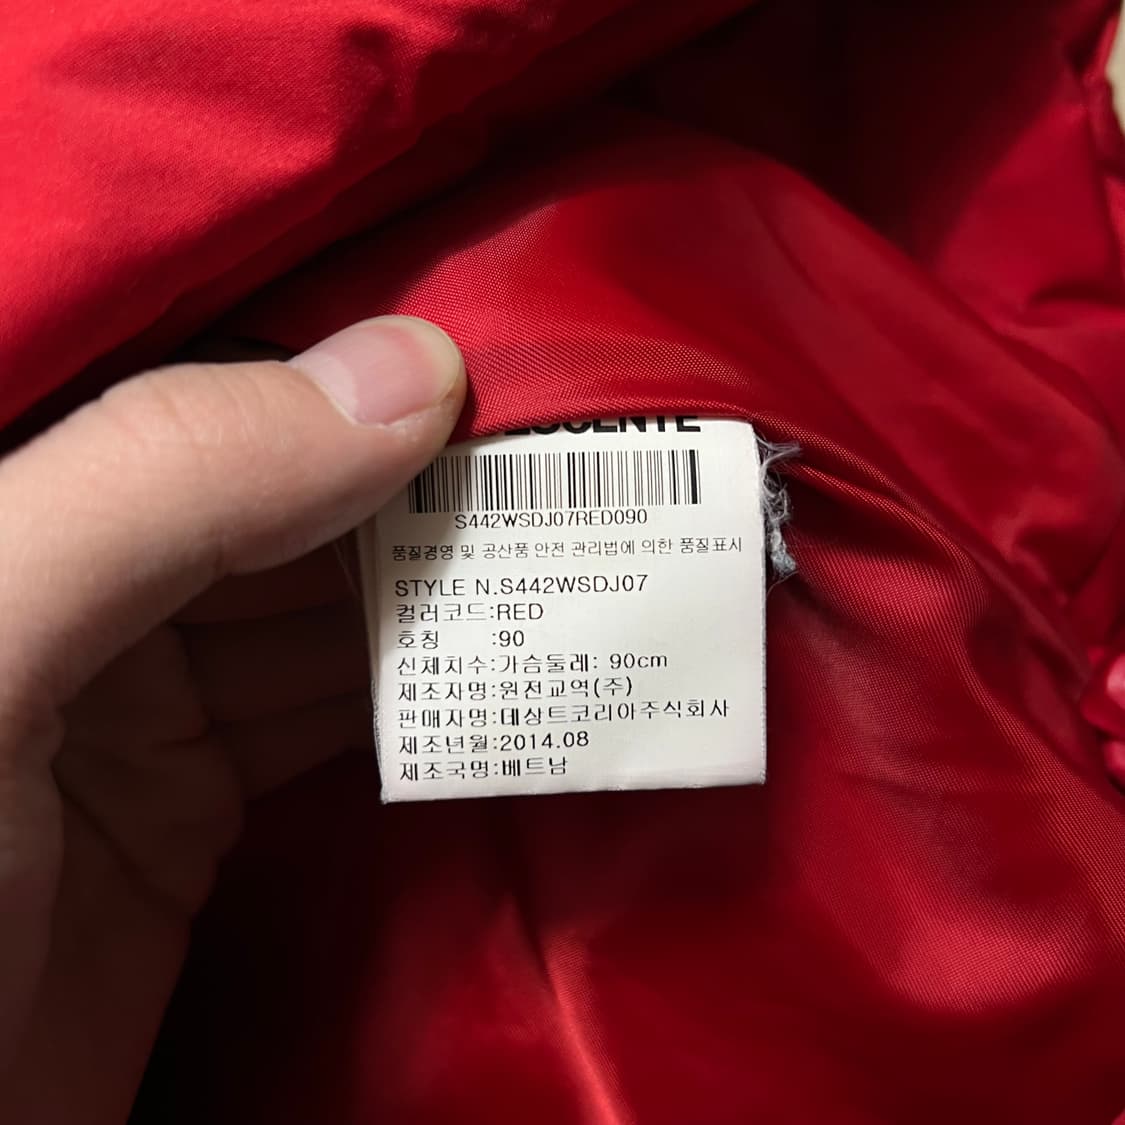 S442WSDJ07RED090
품질경영 및 공산품 안전 관리법에 의한 품질표시
STYLE N.S442WSDJ07
컬러코드:RED
호칭 :90
신체치수:가슴둘레: 90cm
제조자명:원전교역(주)
판매자명:데상트코리아주식회사
제조년월:2014.08
제조국명:베트남